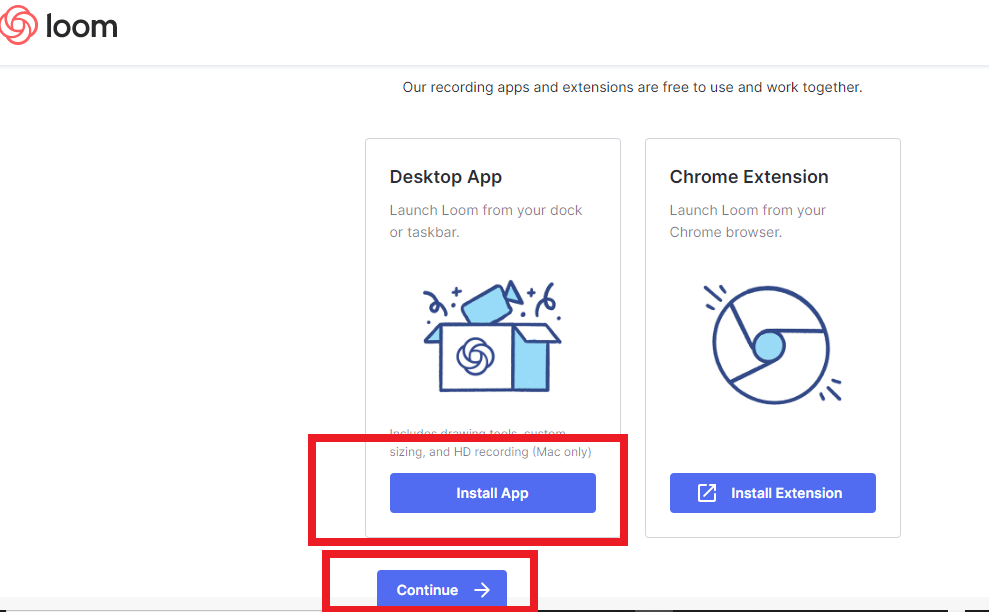 loom
Our recording apps and extensions are free to use and work together.
Desktop App
Launch Loom from your dock
or taskbar.
Includes drawing tools, custom
sizing, and HD recording (Mac only)
Install App
Chrome Extension
Launch Loom from your
Chrome browser.
Install Extension
Continue